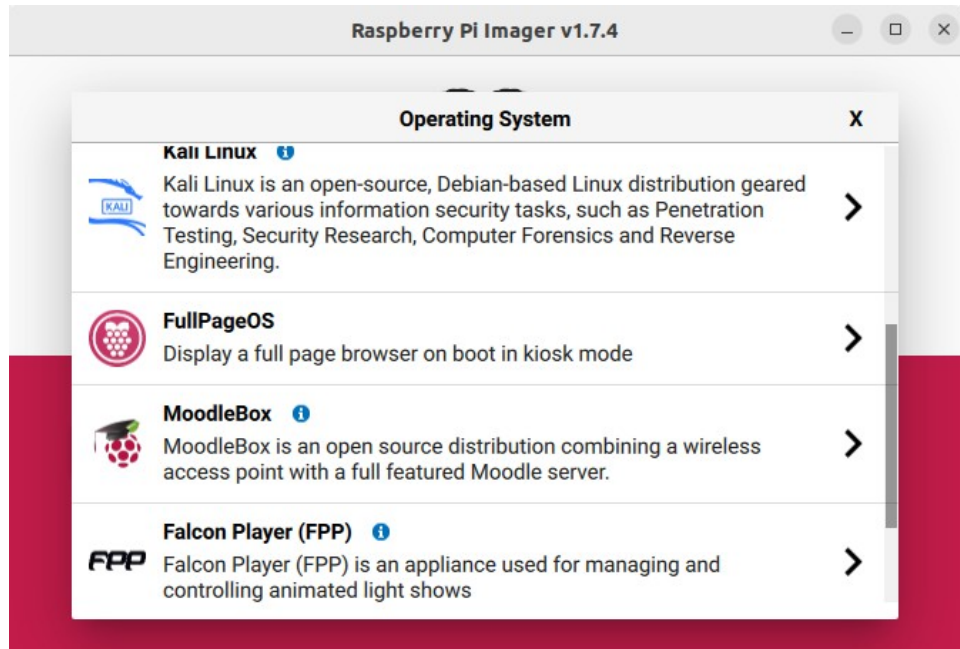 Raspberry Pi Imager v1.7.4
Operating System X
Kali Linux
Kali Linux is an open-source, Debian-based Linux distribution geared
towards various information security tasks, such as Penetration
Testing, Security Research, Computer Forensics and Reverse
Engineering.
KALI
FullPageOS
Display a full page browser on boot in kiosk mode
MoodleBox
MoodleBox is an open source distribution combining a wireless
access point with a full featured Moodle server.
Falcon Player (FPP)
FPP
Falcon Player (FPP) is an appliance used for managing and
controlling animated light shows